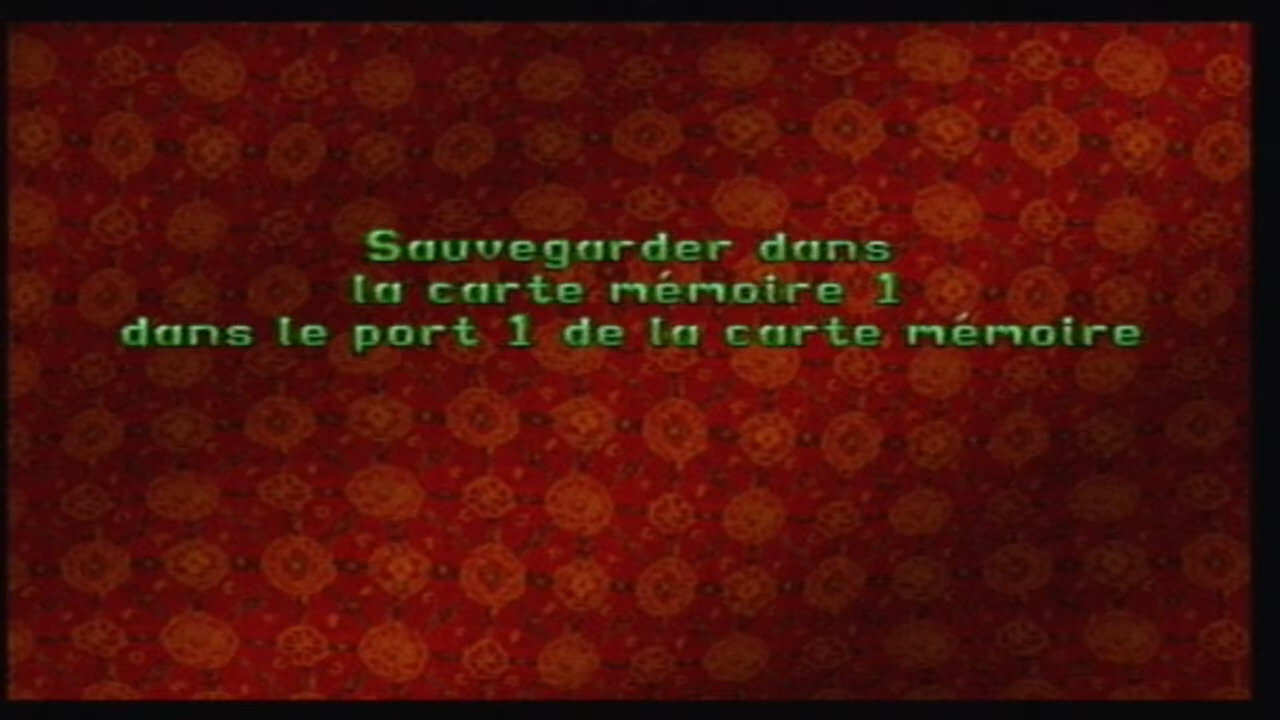 Sauvegarder dans
la carte mémoire 1
dans le port 1 de la carte mémoire